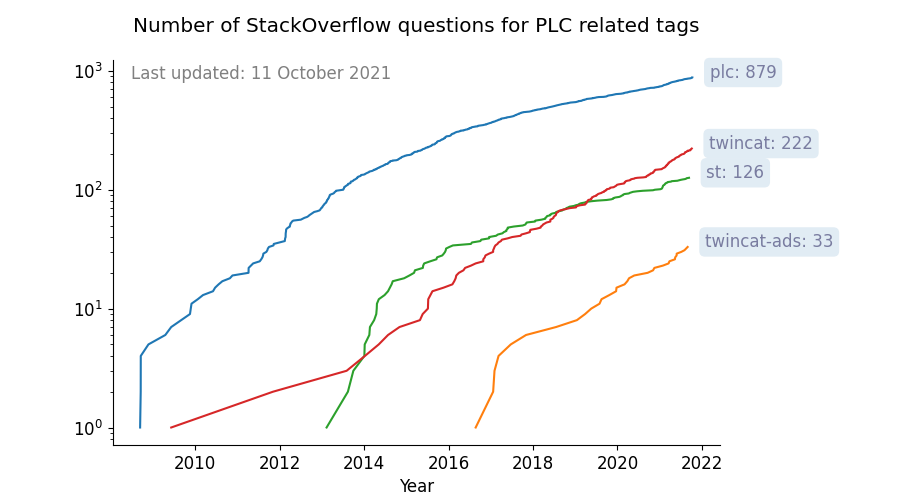 Number of StackOverflow questions for PLC related tags
Last updated: 11 October 2021
10³
10²
10¹
10⁰
plc: 879
twincat: 222
st: 126
twincat-ads: 33
2010 2012 2014 2016 2018 2020 2022
Year